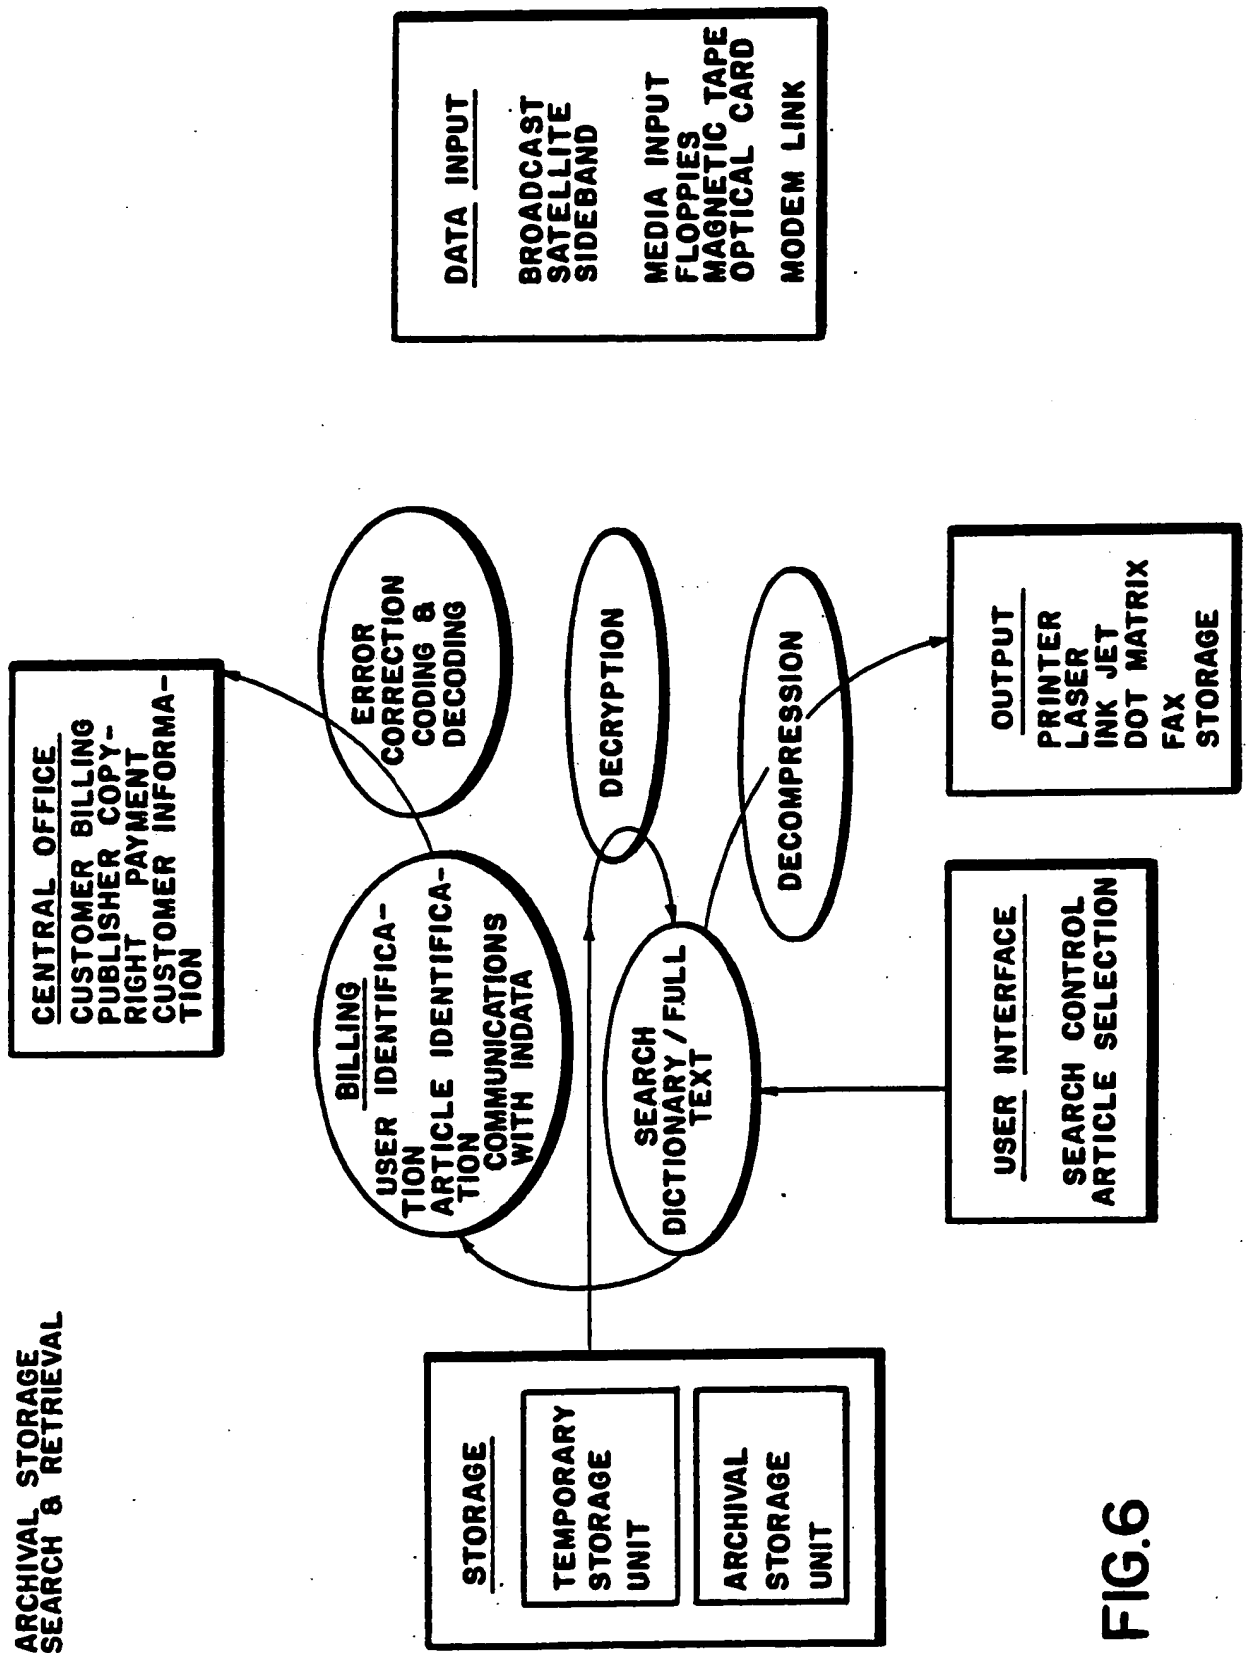 ARCHIVAL STORAGE
SEARCH & RETRIEVAL
CENTRAL OFFICE
CUSTOMER BILLING
PUBLISHER COPY-
RIGHT PAYMENT
CUSTOMER INFORMA-
TION
BILLING
USER IDENTIFICA-
TION
ARTICLE IDENTIFICA-
TION
COMMUNICATIONS
WITH INDATA
ERROR
CORRECTION
CODING &
DECODING
DATA INPUT
BROADCAST
SATELLITE
SIDEBAND
MEDIA INPUT
FLOPPIES
MAGNETIC TAPE
OPTICAL CARD
MODEM LINK
STORAGE
TEMPORARY
STORAGE
UNIT
ARCHIVAL
STORAGE
UNIT
SEARCH
DICTIONARY/FULL
TEXT
DECRYPTION
DECOMPRESSION
USER INTERFACE
SEARCH CONTROL
ARTICLE SELECTION
OUTPUT
PRINTER
LASER
INK JET
DOT MATRIX
FAX
STORAGE
FIG.6